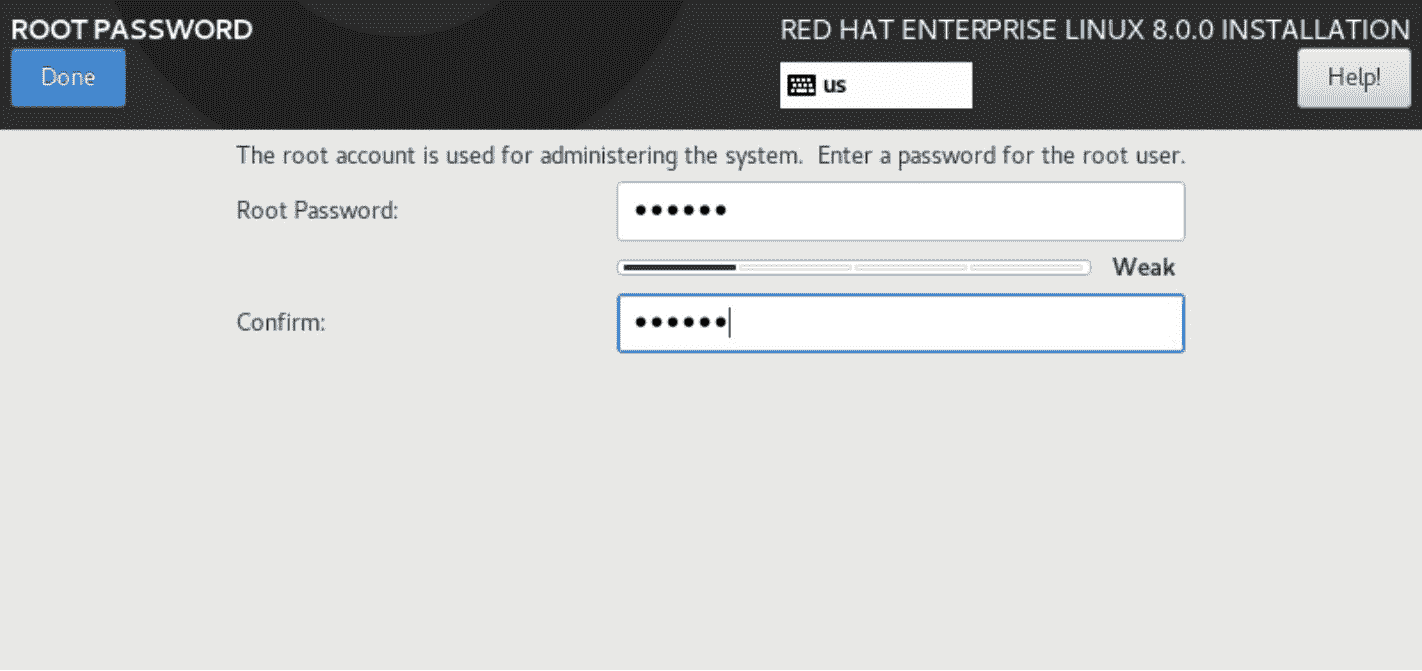 ROOT PASSWORD
RED HAT ENTERPRISE LINUX 8.0.0 INSTALLATION
Done
us
Help!
The root account is used for administering the system.  Enter a password for the root user.
Root Password: ●●●●●●
Weak
Confirm: ●●●●●●